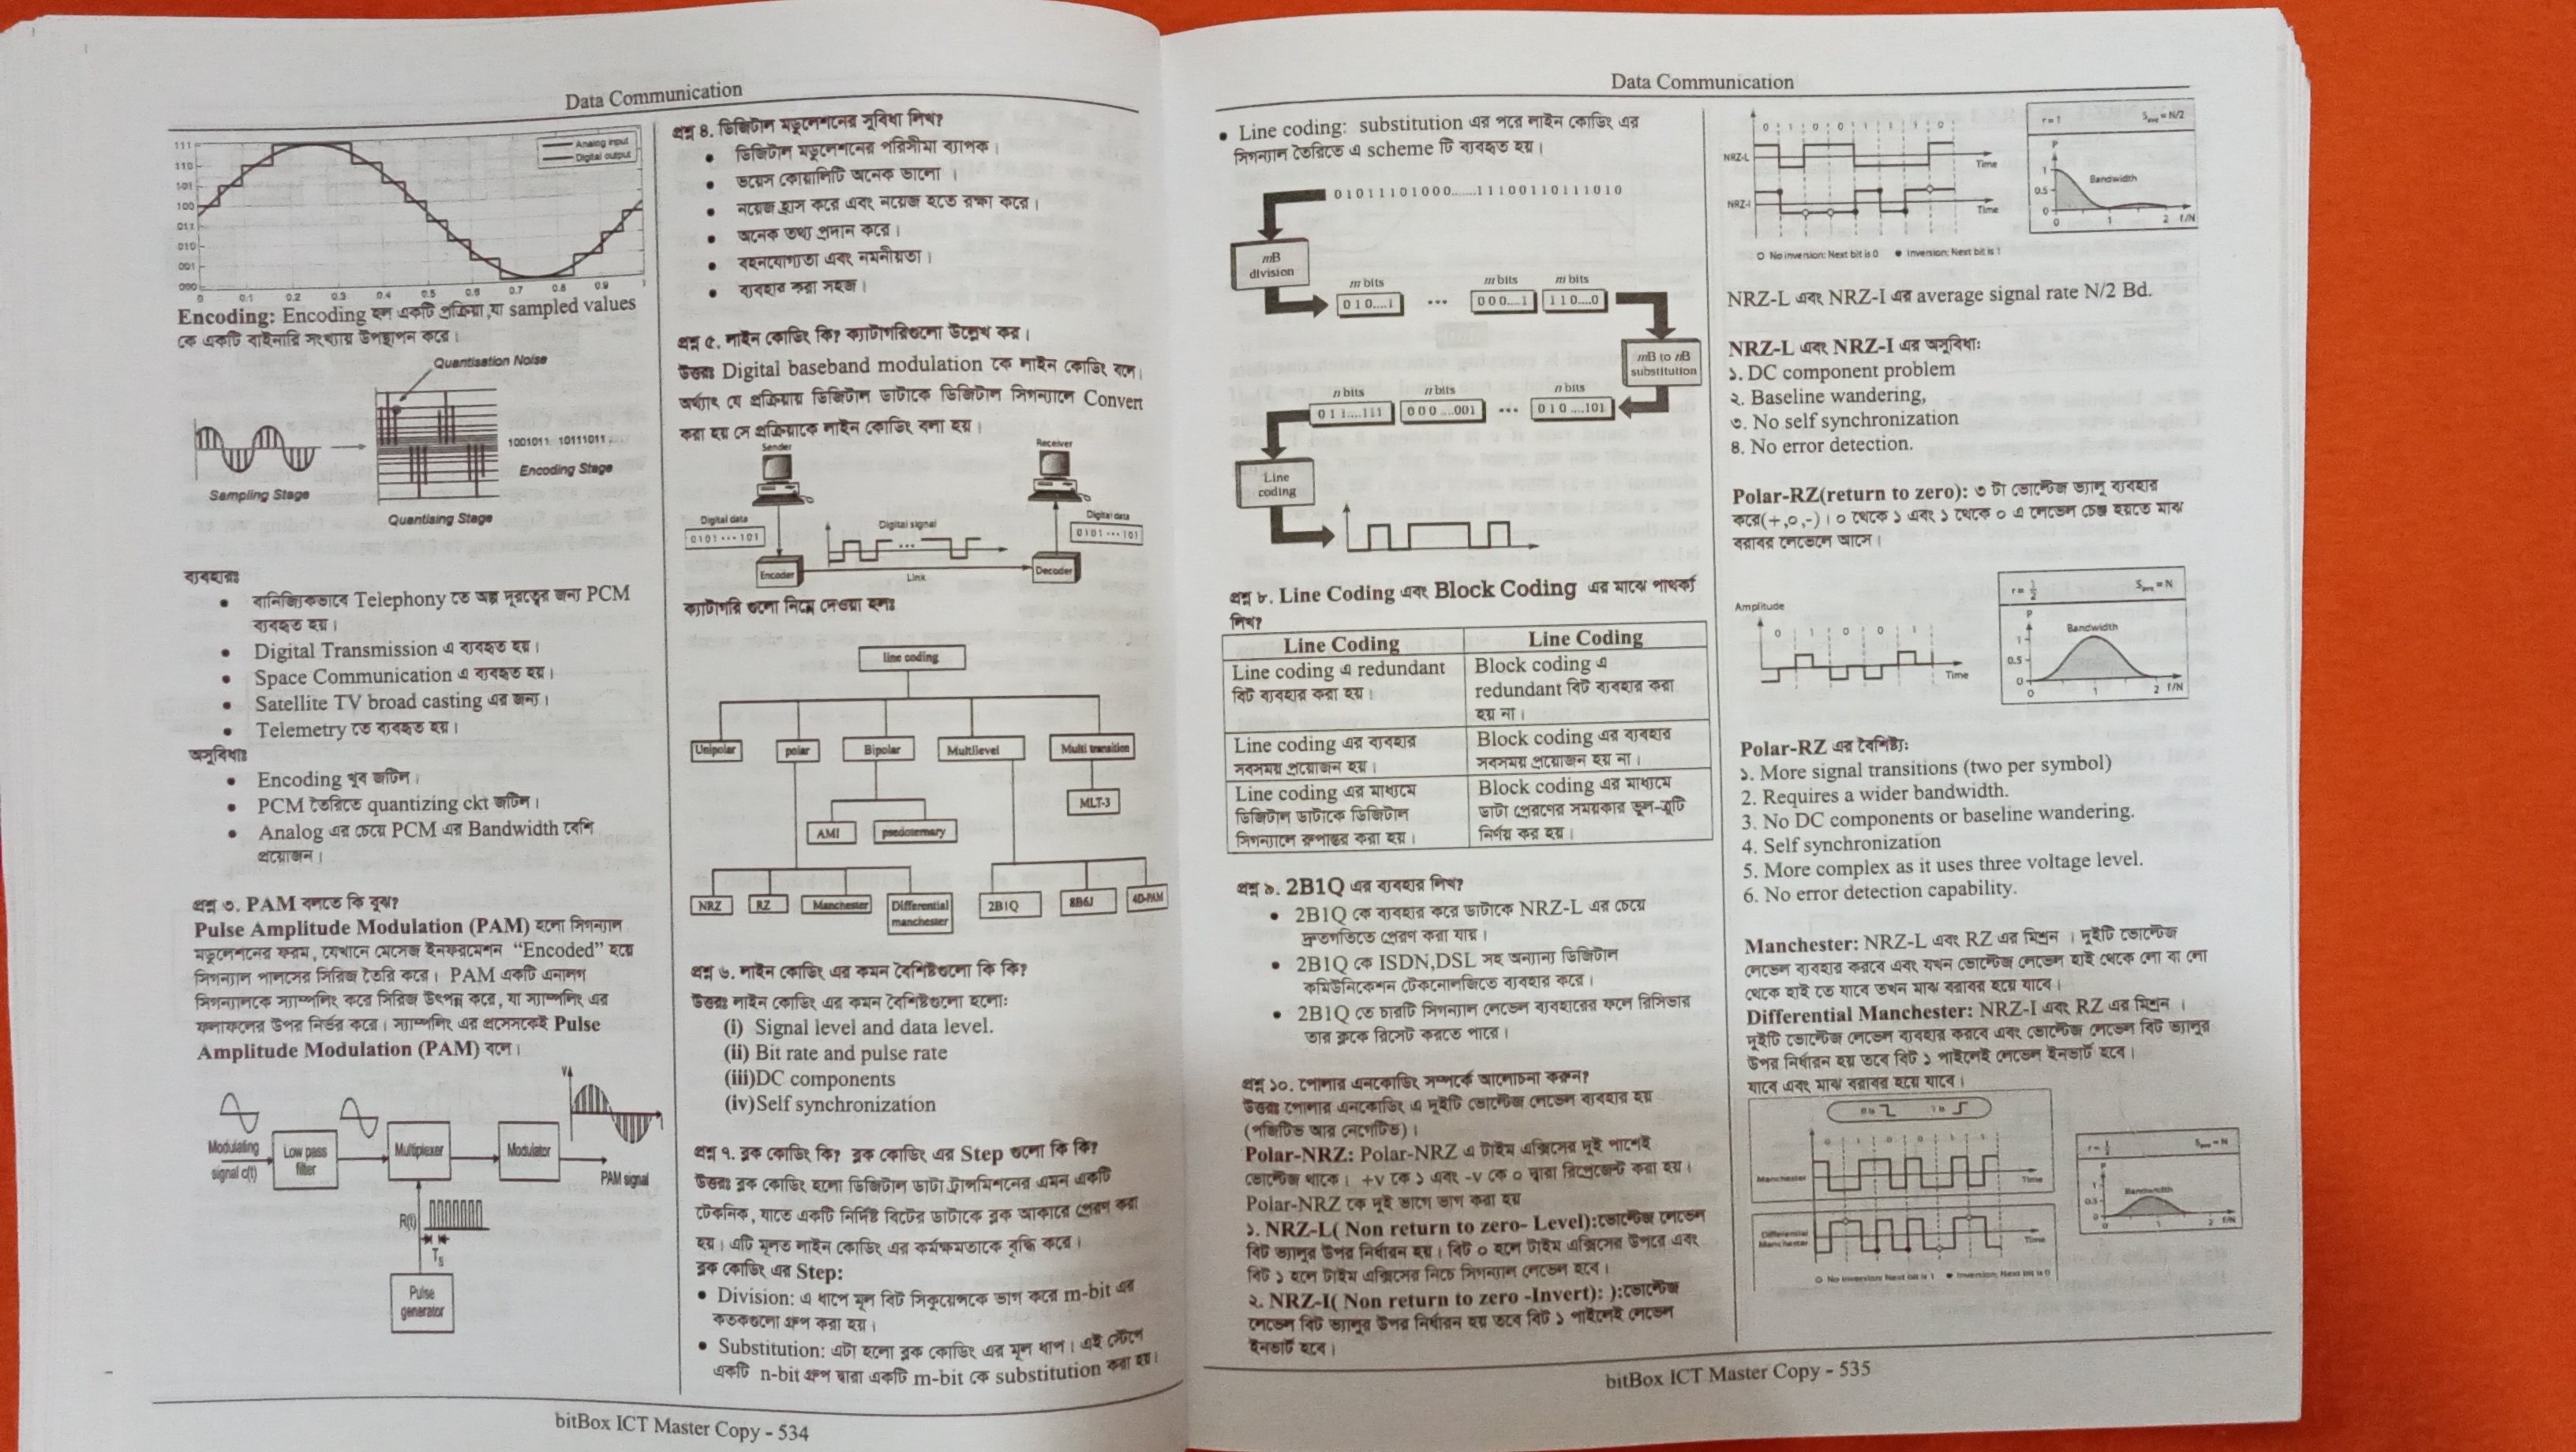 Data Communication
Analog input
Digital output
111
110
101
100
011
010
001
000
0 0.1 0.2 0.3 0.4 0.5 0.6 0.7 0.8 0.9 1
Encoding: Encoding হল একটি প্রক্রিয়া,যা sampled values
কে একটি বাইনারি সংখ্যায় উপস্থাপন করে।
Quantisation Noise
1001011 10111011...
Encoding Stage
Sampling Stage
Quantising Stage
ব্যবহারঃ
• বানিজ্যিকভাবে Telephony তে অল্প দূরত্বের জন্য PCM
ব্যবহৃত হয়।
• Digital Transmission এ ব্যবহৃত হয়।
• Space Communication এ ব্যবহৃত হয়।
• Satellite TV broad casting এর জন্য।
• Telemetry তে ব্যবহৃত হয়।
অসুবিধাঃ
• Encoding খুব জটিল।
• PCM তৈরিতে quantizing ckt জটিল।
• Analog এর চেয়ে PCM এর Bandwidth বেশি
প্রয়োজন।
প্রশ্ন ৩. PAM বলতে কি বুঝ?
Pulse Amplitude Modulation (PAM) হলো সিগন্যাল
মডুলেশনের ফরম, যেখানে মেসেজ ইনফরমেশন “Encoded” হয়ে
সিগন্যাল পালসের সিরিজ তৈরি করে। PAM একটি এনালগ
সিগন্যালকে স্যাম্পলিং করে সিরিজ উৎপন্ন করে, যা স্যাম্পলিং এর
ফলাফলের উপর নির্ভর করে। স্যাম্পলিং এর প্রসেসকেই Pulse
Amplitude Modulation (PAM) বলে।
V
Modulating
signal c(t)
Low pass
filter
Multiplexer
Modulator
PAM signal
R(t)
Ts
Pulse
generator
প্রশ্ন ৪. ডিজিটাল মডুলেশনের সুবিধা লিখ?
• ডিজিটাল মডুলেশনের পরিসীমা ব্যাপক।
• ভয়েস কোয়ালিটি অনেক ভালো ।
• নয়েজ হ্রাস করে এবং নয়েজ হতে রক্ষা করে।
• অনেক তথ্য প্রদান করে।
• বহনযোগ্যতা এবং নমনীয়তা।
• ব্যবহার করা সহজ।
প্রশ্ন ৫. লাইন কোডিং কি? ক্যাটাগরিগুলো উল্লেখ কর।
উত্তরঃ Digital baseband modulation কে লাইন কোডিং বলে।
অর্থ্যাৎ যে প্রক্রিয়ায় ডিজিটাল ডাটাকে ডিজিটাল সিগন্যালে Convert
করা হয় সে প্রক্রিয়াকে লাইন কোডিং বলা হয়।
Sender
Receiver
Digital data
0101···101
Digital signal
Digital data
0101···101
Encoder
Link
Decoder
ক্যাটাগরি গুলো নিম্নে দেওয়া হলঃ
line coding
Unipolar
polar
Bipolar
Multilevel
Multi transition
MLT-3
AMI
NRZ
RZ
Manchester
Differential
manchester
2B1Q
4D-PAM
প্রশ্ন ৬. লাইন কোডিং এর কমন বৈশিষ্টগুলো কি কি?
উত্তরঃ লাইন কোডিং এর কমন বৈশিষ্টগুলো হলো:
(i) Signal level and data level.
(ii) Bit rate and pulse rate
(iii)DC components
(iv)Self synchronization
প্রশ্ন ৭. ব্লক কোডিং কি? ব্লক কোডিং এর Step গুলো কি কি?
উত্তরঃ ব্লক কোডিং হলো ডিজিটাল ডাটা ট্রান্সমিশনের এমন একটি
টেকনিক, যাতে একটি নির্দিষ্ট বিটের ডাটাকে ব্লক আকারে প্রেরণ করা
হয়। এটি মূলত লাইন কোডিং এর কর্মক্ষমতাকে বৃদ্ধি করে।
ব্লক কোডিং এর Step:
• Division: এ ধাপে মূল বিট সিকুয়েন্সকে ভাগ করে m-bit এর
কতকগুলো গ্রুপ করা হয়।
• Substitution: এটা হলো ব্লক কোডিং এর মূল ধাপ। এই স্টেপে
একটি n-bit গ্রুপ দ্বারা একটি m-bit কে substitution করা হয়।
bitBox ICT Master Copy - 534
Data Communication
• Line coding: substitution এর পরে লাইন কোডিং এর
সিগন্যাল তৈরিতে এ scheme টি ব্যবহৃত হয়।
01011101000......11100110111010
mB
division
m bits
m bits
m bits
010....1
•••
000....1
110....0
mB to nB
substitution
n bits
n bits
n bits
011....111
000 ....001
•••
010 ....101
Line
coding
প্রশ্ন ৮. Line Coding এবং Block Coding এর মাঝে পার্থক্য
লিখ?
Line Coding
Line Coding
Line coding এ redundant
বিট ব্যবহার করা হয়।
Block coding এ
redundant বিট ব্যবহার করা
হয় না।
Line coding এর ব্যবহার
সবসময় প্রয়োজন হয়।
Block coding এর ব্যবহার
সবসময় প্রয়োজন হয় না।
Line coding এর মাধ্যমে
ডিজিটাল ডাটাকে ডিজিটাল
সিগন্যালে রুপান্তর করা হয়।
Block coding এর মাধ্যমে
ডাটা প্রেরণের সময়কার ভুল-ত্রুটি
নির্ণয় কর হয়।
প্রশ্ন ৯. 2B1Q এর ব্যবহার লিখ?
• 2B1Q কে ব্যবহার করে ডাটাকে NRZ-L এর চেয়ে
দ্রুতগতিতে প্রেরণ করা যায়।
• 2B1Q কে ISDN,DSL সহ অন্যান্য ডিজিটাল
কমিউনিকেশন টেকনোলজিতে ব্যবহার করে।
• 2B1Q তে চারটি সিগন্যাল লেভেল ব্যবহারের ফলে রিসিভার
তার ক্লকে রিসেট করতে পারে।
প্রশ্ন ১০. পোলার এনকোডিং সম্পর্কে আলোচনা করুন?
উত্তরঃ পোলার এনকোডিং এ দুইটি ভোল্টেজ লেভেল ব্যবহার হয়
(পজিটিভ আর নেগেটিভ)।
Polar-NRZ: Polar-NRZ এ টাইম এক্সিসের দুই পাশেই
ভোল্টেজ থাকে। +v কে ১ এবং -v কে ০ দ্বারা রিপ্রেজেন্ট করা হয়।
Polar-NRZ কে দুই ভাগে ভাগ করা হয়
১. NRZ-L( Non return to zero- Level):ভোল্টেজ লেভেল
বিট ভ্যালুর উপর নির্ধারন হয়। বিট ০ হলে টাইম এক্সিসের উপরে এবং
বিট ১ হলে টাইম এক্সিসের নিচে সিগন্যাল লেভেল হবে।
২. NRZ-I( Non return to zero -Invert): ):ভোল্টেজ
লেভেল বিট ভ্যালুর উপর নির্ধারন হয় তবে বিট ১ পাইলেই লেভেল
ইনভার্ট হবে।
0 1 0 0 1 1 1 0
NRZ-L
Time
NRZ-I
Time
O No inversion: Next bit is 0 ● Inversion: Next bit is 1
r = 1 Save = N/2
P
1
Bandwidth
0.5
0
0 1 2 f/N
NRZ-L এবং NRZ-I এর average signal rate N/2 Bd.
NRZ-L এবং NRZ-I এর অসুবিধা:
১. DC component problem
২. Baseline wandering,
৩. No self synchronization
৪. No error detection.
Polar-RZ(return to zero): ৩ টা ভোল্টেজ ভ্যালু ব্যবহার
করে(+,০,-)। ০ থেকে ১ এবং ১ থেকে ০ এ লেভেল চেঞ্জ হয়তে মাঝ
বরাবর লেভেলে আসে।
Amplitude
0 1 0 0 1
Time
r = 1/2 Save = N
P
Bandwidth
1
0.5
0
0 1 2 f/N
Polar-RZ এর বৈশিষ্ট্য:
১. More signal transitions (two per symbol)
2. Requires a wider bandwidth.
3. No DC components or baseline wandering.
4. Self synchronization
5. More complex as it uses three voltage level.
6. No error detection capability.
Manchester: NRZ-L এবং RZ এর মিশ্রন । দুইটি ভোল্টেজ
লেভেল ব্যবহার করবে এবং যখন ভোল্টেজ লেভেল হাই থেকে লো বা লো
থেকে হাই তে যাবে তখন মাঝ বরাবর হয়ে যাবে।
Differential Manchester: NRZ-I এবং RZ এর মিশ্রন ।
দুইটি ভোল্টেজ লেভেল ব্যবহার করবে এবং ভোল্টেজ লেভেল বিট ভ্যালুর
উপর নির্ধারন হয় তবে বিট ১ পাইলেই লেভেল ইনভার্ট হবে।
যাবে এবং মাঝ বরাবর হয়ে যাবে।
0 is 1 is
0 1 0 0 1 1
Manchester
Time
Differential
Manchester
Time
O No inversion: Next bit is 1 ● Inversion: Next bit is 0
Save = N
P
1
Bandwidth
0.5
0
0 1 2 f/N
bitBox ICT Master Copy - 535